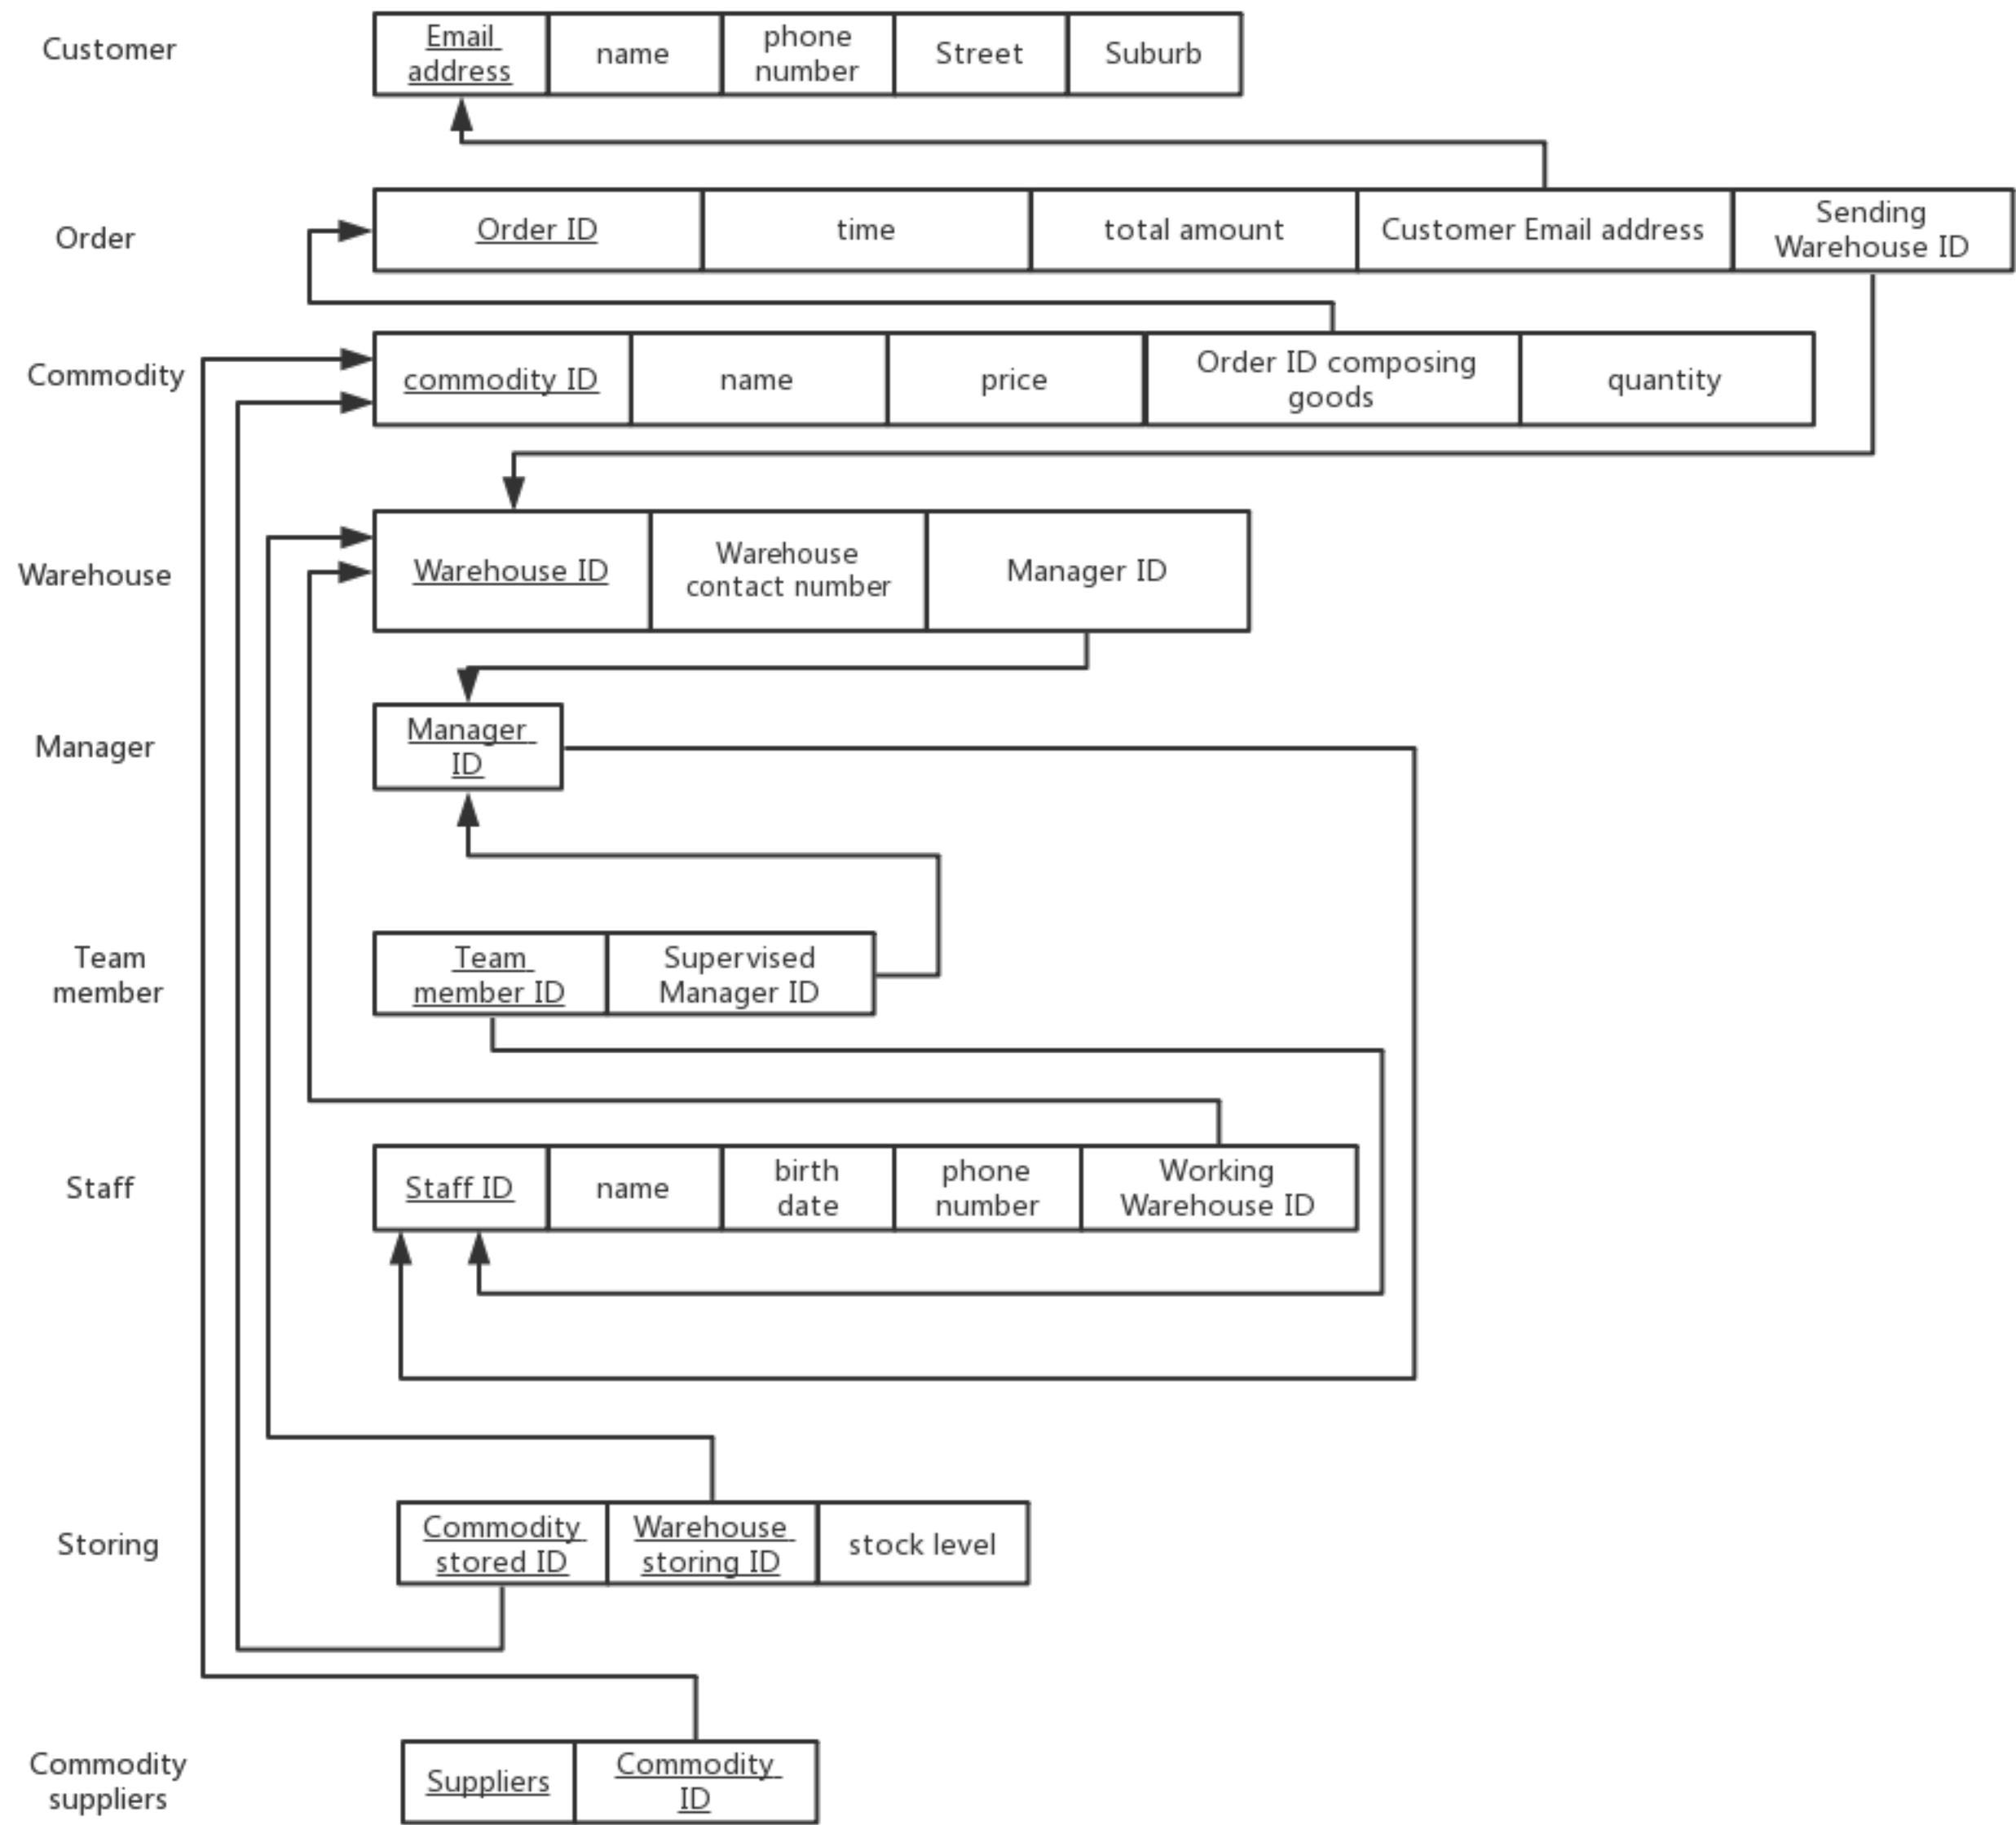 Customer
Email
address
name
phone
number
Street
Suburb
Order
Order ID
time
total amount
Customer Email address
Sending
Warehouse ID
Commodity
commodity ID
name
price
Order ID composing
goods
quantity
Warehouse
Warehouse ID
Warehouse
contact number
Manager ID
Manager
Manager
ID
Team
member
Team
member ID
Supervised
Manager ID
Staff
Staff ID
name
birth
date
phone
number
Working
Warehouse ID
Storing
Commodity
stored ID
Warehouse
storing ID
stock level
Commodity
suppliers
Suppliers
Commodity
ID